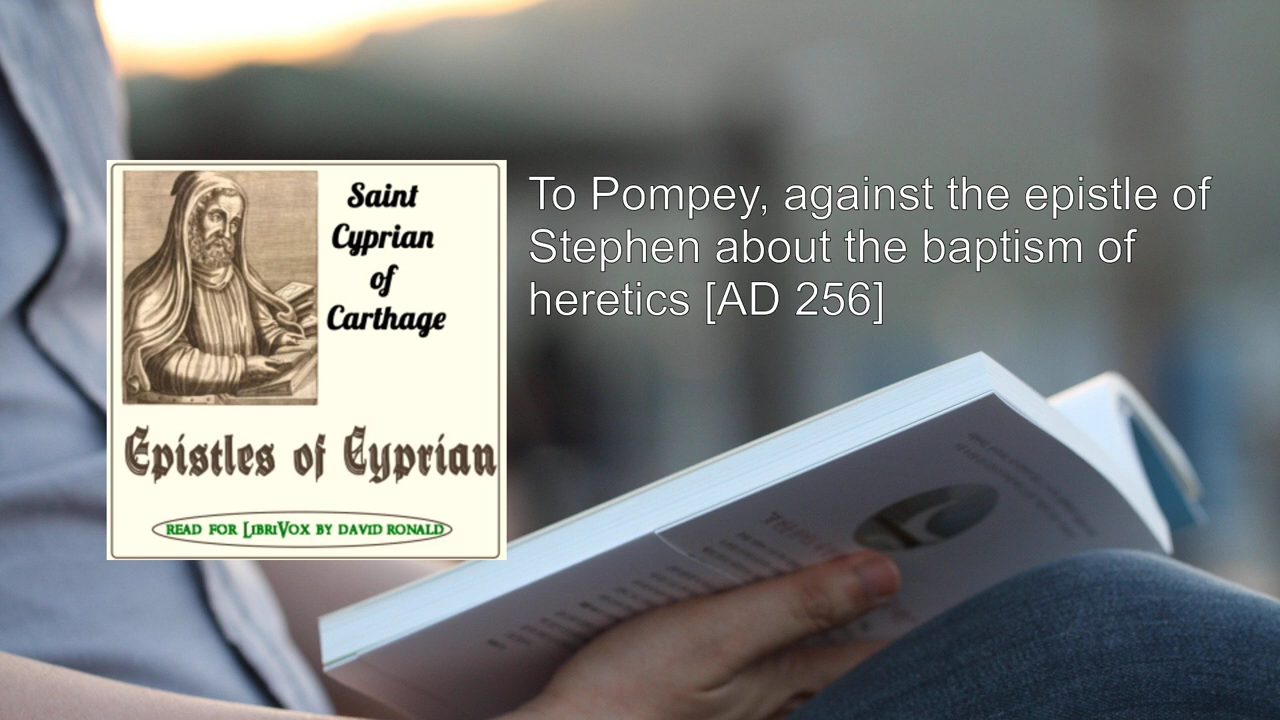 Saint
Cyprian
of
Carthage
Epistles of Cyprian
READ FOR LIBRIVOX BY DAVID RONALD
To Pompey, against the epistle of
Stephen about the baptism of
heretics [AD 256]